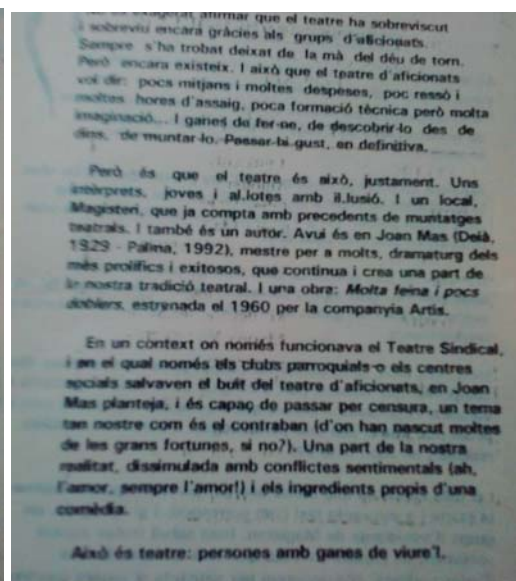 exagerat afirmar que el teatre ha sobreviscut
i sobreviu encara gràcies als grups d'aficionats.
Sempre s'ha trobat deixat de la mà del déu de torn.
Però encara existeix. I això que el teatre d'aficionats
vol dir: pocs mitjans i moltes despeses, poc ressó i
moltes hores d'assaig, poca formació tècnica però molta
imaginació... I ganes de fer-ne, de descobrir-lo des de
dins, de muntar-lo. Passar-bi gust, en definitiva.
Però és que el teatre és això, justament. Uns
intèrprets, joves i al.lotes amb il.lusió. I un local,
Magisteri, que ja compta amb precedents de muntatges
teatrals. I també és un autor. Avui és en Joan Mas (Deià,
1929 - Palma, 1992), mestre per a molts, dramaturg dels
més prolífics i exitosos, que continua i crea una part de
la nostra tradició teatral. I una obra: Molta feina i pocs
doblers, estrenada el 1960 per la companyia Artis.
En un context on només funcionava el Teatre Sindical,
i en el qual només els clubs parroquials o els centres
socials salvaven el buit del teatre d'aficionats, en Joan
Mas planteja, i és capaç de passar per censura, un tema
tan nostre com és el contraban (d'on han nascut moltes
de les grans fortunes, si no?). Una part de la nostra
realitat, dissimulada amb conflictes sentimentals (ah,
l'amor, sempre l'amor!) i els ingredients propis d'una
comèdia.
Això és teatre: persones amb ganes de viure'l.